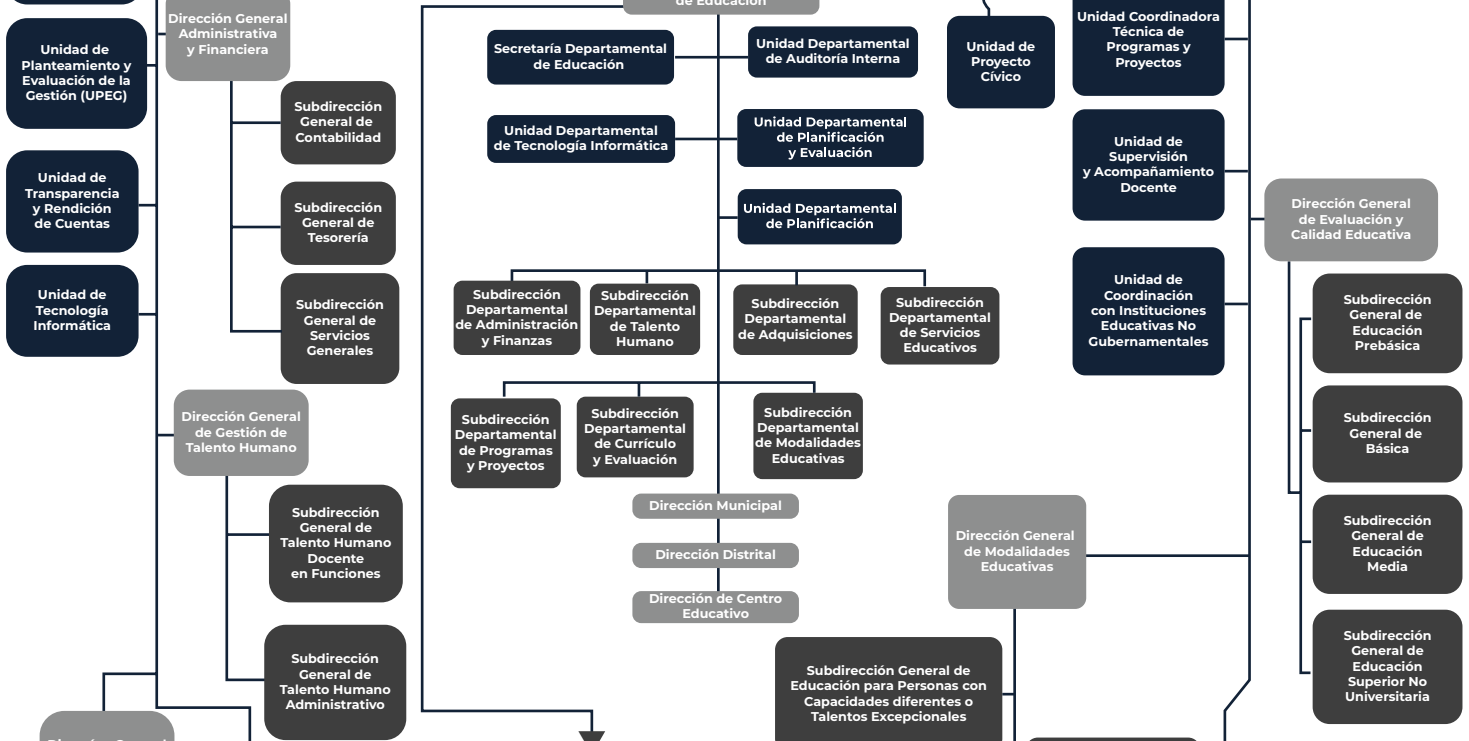 Dirección General
Administrativa
y Financiera
Unidad de
Planteamiento y
Evaluación de la
Gestión (UPEG)
Subdirección
General de
Contabilidad
Unidad de
Transparencia
y Rendición
de Cuentas
Subdirección
General de
Tesorería
Unidad de
Tecnología
Informática
Subdirección
General de
Servicios
Generales
Dirección General
de Gestión de
Talento Humano
Subdirección
General de
Talento Humano
Docente
en Funciones
Subdirección
General de
Talento Humano
Administrativo
de Educación
Secretaría Departamental
de Educación
Unidad Departamental
de Auditoría Interna
Unidad Departamental
de Tecnología Informática
Unidad Departamental
de Planificación
y Evaluación
Unidad Departamental
de Planificación
Subdirección
Departamental
de Administración
y Finanzas
Subdirección
Departamental
de Talento
Humano
Subdirección
Departamental
de Adquisiciones
Subdirección
Departamental
de Servicios
Educativos
Subdirección
Departamental
de Programas
y Proyectos
Subdirección
Departamental
de Currículo
y Evaluación
Subdirección
Departamental
de Modalidades
Educativas
Dirección Municipal
Dirección Distrital
Dirección de Centro
Educativo
Unidad de
Proyecto
Cívico
Unidad Coordinadora
Técnica de
Programas y
Proyectos
Unidad de
Supervisión
y Acompañamiento
Docente
Unidad de
Coordinación
con Instituciones
Educativas No
Gubernamentales
Dirección General
de Evaluación y
Calidad Educativa
Subdirección
General de
Educación
Prebásica
Subdirección
General de
Básica
Subdirección
General de
Educación
Media
Subdirección
General de
Educación
Superior No
Universitaria
Dirección General
de Modalidades
Educativas
Subdirección General de
Educación para Personas con
Capacidades diferentes o
Talentos Excepcionales